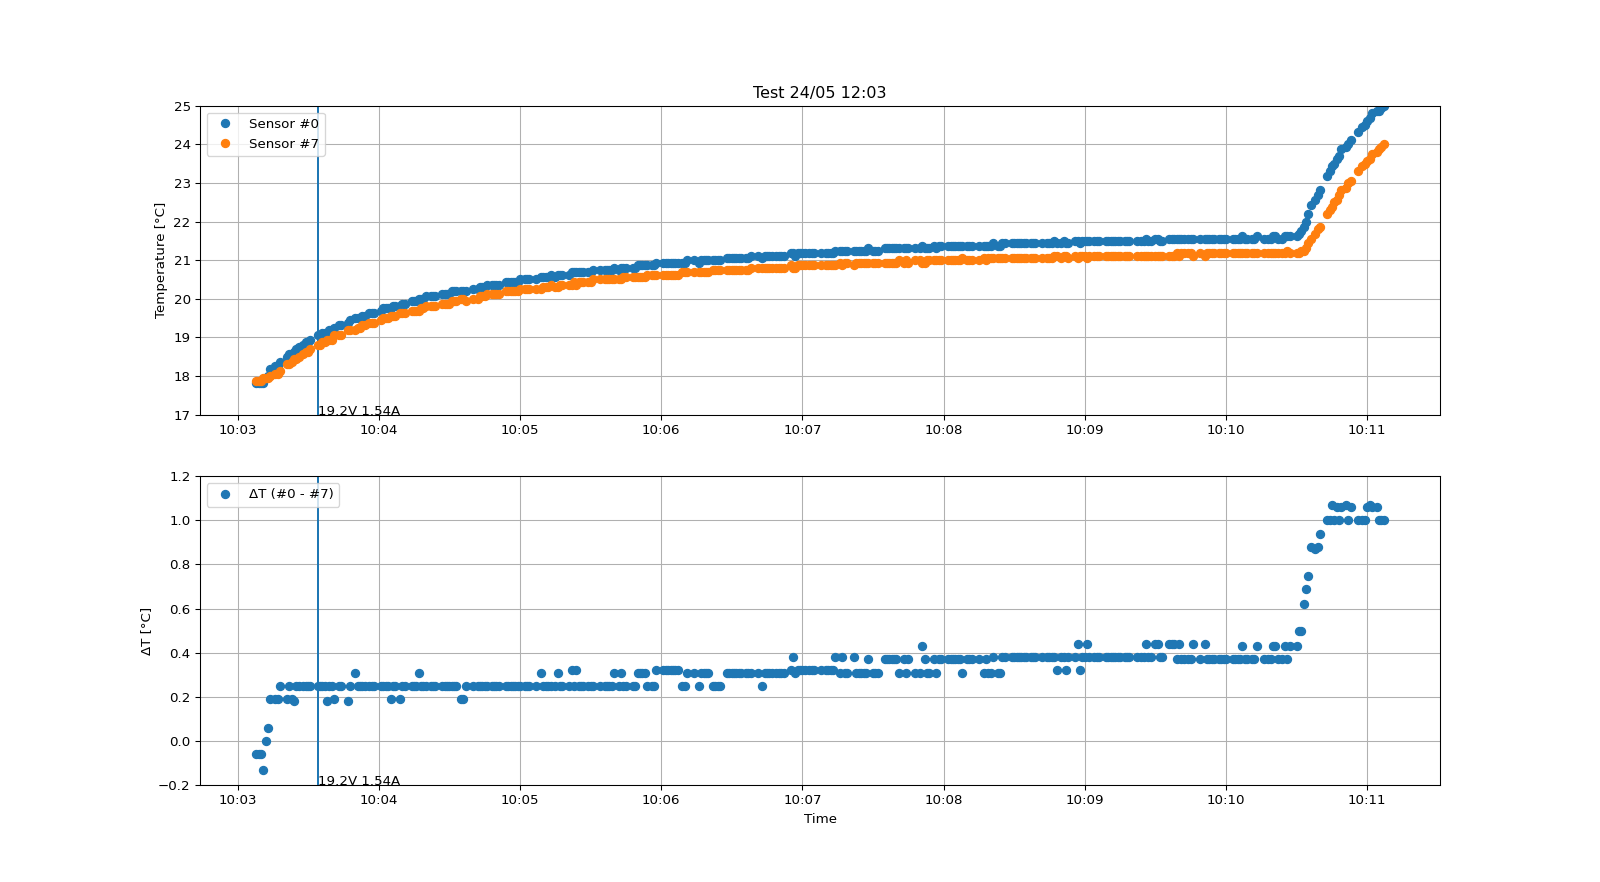 Test 24/05 12:03
25
24
23
22
21
20
19
18
17
Temperature [°C]
Sensor #0
Sensor #7
19.2V 1.54A
10:03 10:04 10:05 10:06 10:07 10:08 10:09 10:10 10:11
1.2
1.0
0.8
0.6
0.4
0.2
0.0
−0.2
ΔT [°C]
ΔT (#0 - #7)
19.2V 1.54A
10:03 10:04 10:05 10:06 10:07 10:08 10:09 10:10 10:11
Time